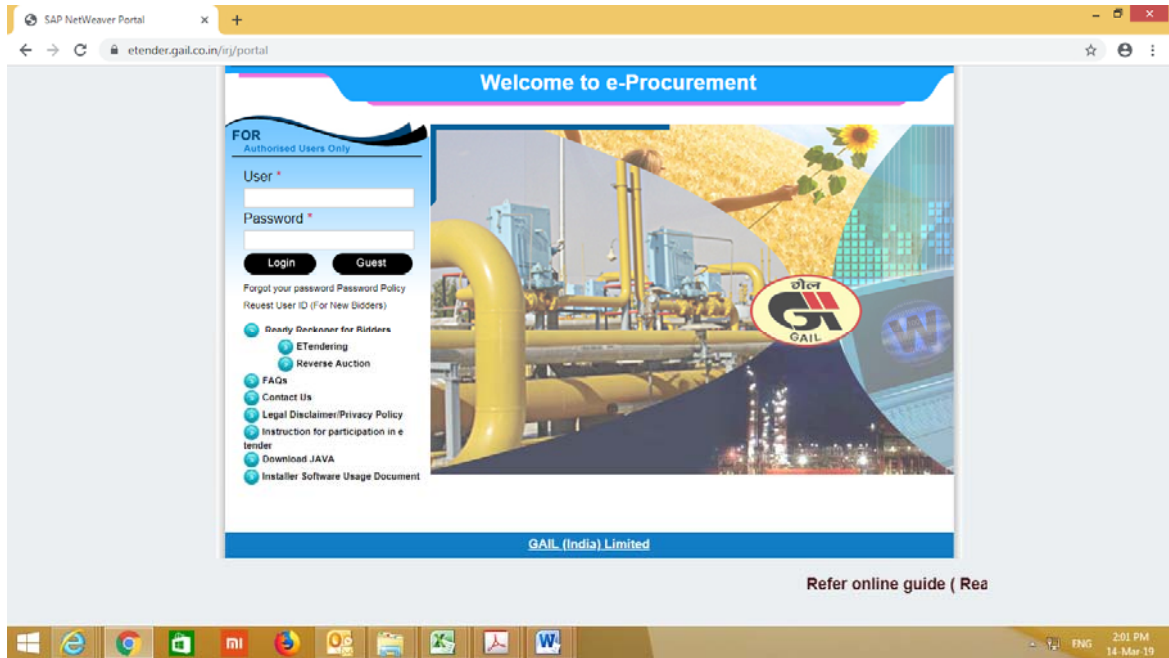 SAP NetWeaver Portal
etender.gail.co.in/irj/portal
Welcome to e-Procurement
FOR
Authorised Users Only
User *
Password *
Login Guest
Forgot your password Password Policy
Reuest User ID (For New Bidders)
Ready Reckoner for Bidders
ETendering
Reverse Auction
FAQs
Contact Us
Legal Disclaimer/Privacy Policy
Instruction for participation in e
tender
Download JAVA
Installer Software Usage Document
गेल
GAIL
W
GAIL (India) Limited
Refer online guide ( Rea
ENG
2:01 PM
14-Mar-19